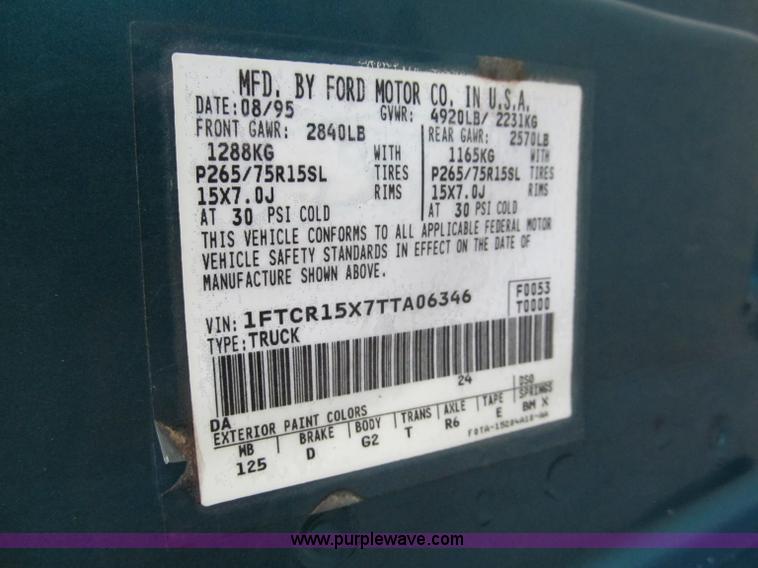 MFD. BY FORD MOTOR CO. IN U.S.A.
DATE: 08/95 GVWR: 4920LB/ 2231KG
FRONT GAWR: 2840LB REAR GAWR: 2570LB
1288KG WITH 1165KG WITH
P265/75R15SL TIRES P265/75R15SL TIRES
15X7.0J RIMS 15X7.0J RIMS
AT 30 PSI COLD AT 30 PSI COLD
THIS VEHICLE CONFORMS TO ALL APPLICABLE FEDERAL MOTOR
VEHICLE SAFETY STANDARDS IN EFFECT ON THE DATE OF
MANUFACTURE SHOWN ABOVE.
VIN: 1FTCR15X7TTA06346 F0053
TYPE: TRUCK T0000
24 DSO
DA SPRINGS
EXTERIOR PAINT COLORS
WB BRAKE BODY TRANS AXLE TAPE BM X
125 D G2 T R6 E
www.purplewave.com